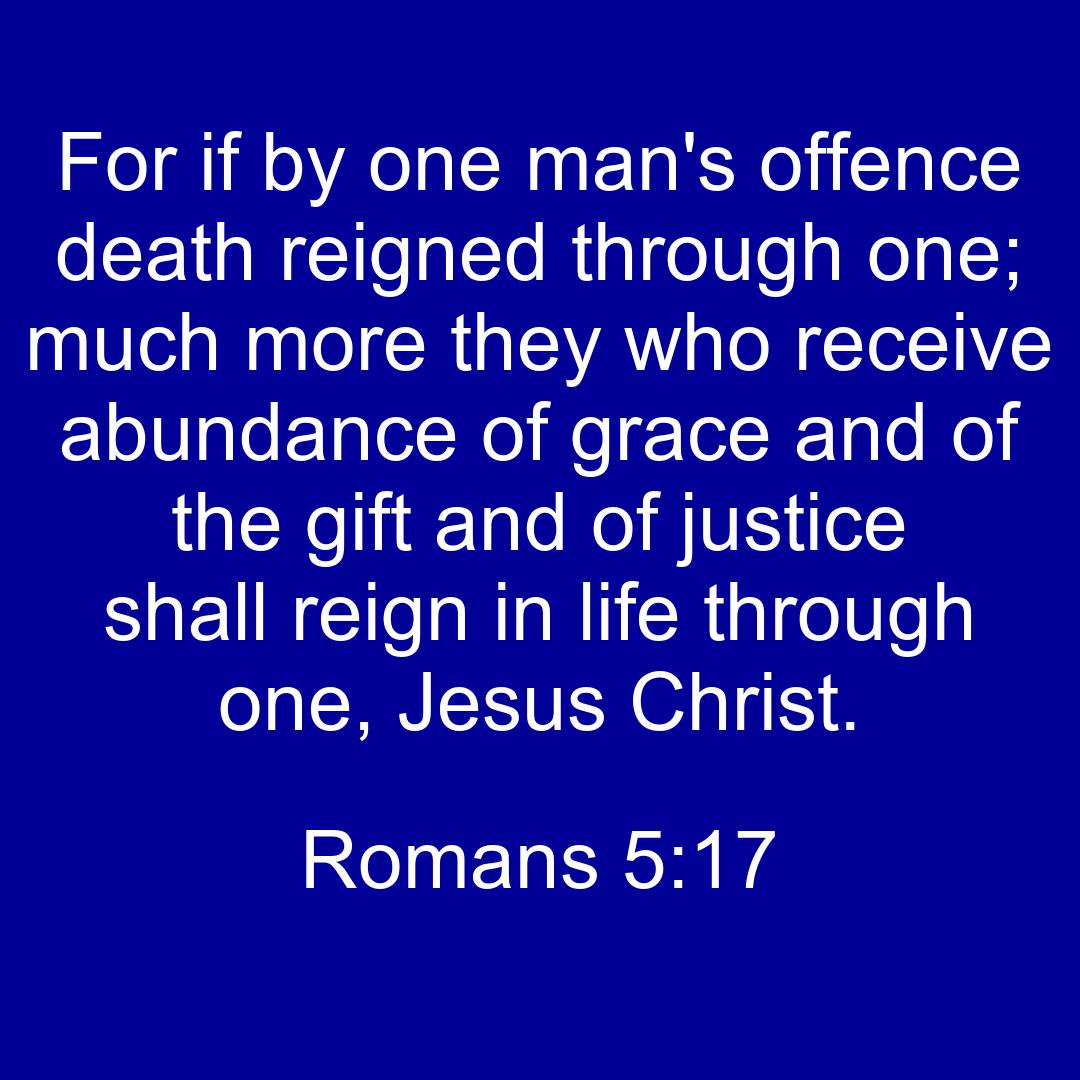 For if by one man's offence
death reigned through one;
much more they who receive
abundance of grace and of
the gift and of justice
shall reign in life through
one, Jesus Christ.
Romans 5:17